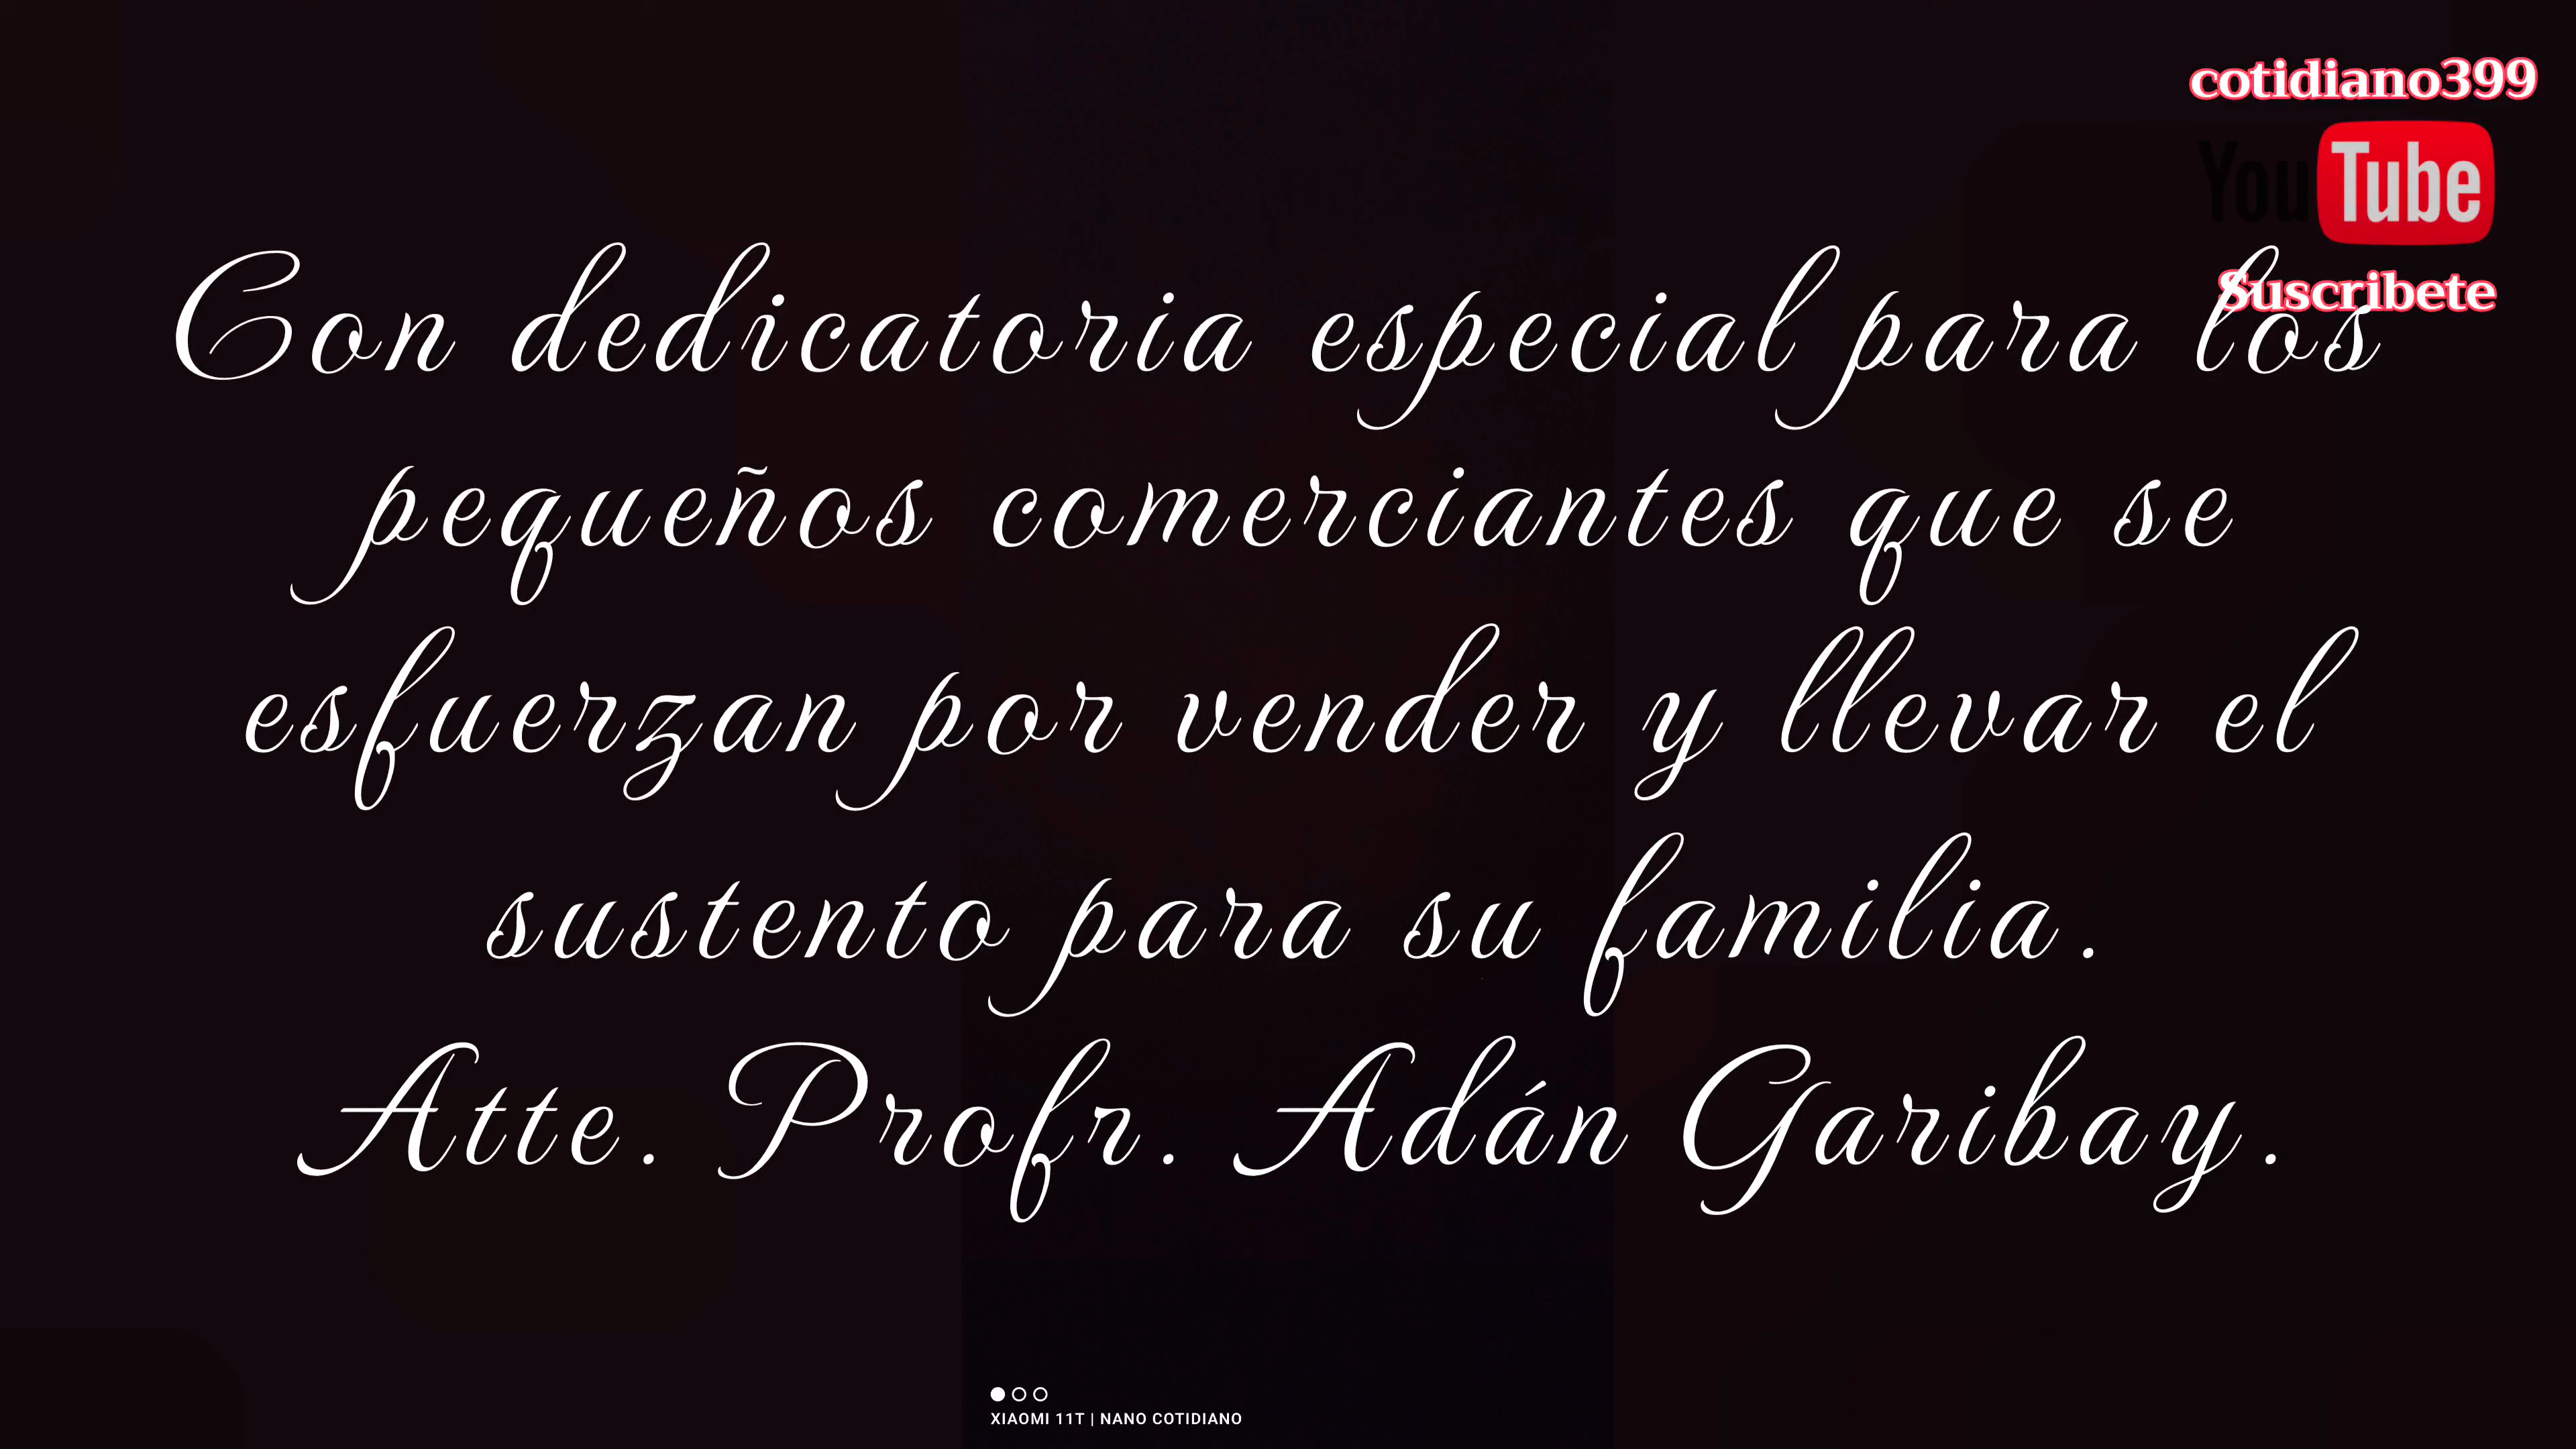 cotidiano399
YouTube
Suscribete
Con dedicatoria especial para los
pequeños comerciantes que se
esfuerzan por vender y llevar el
sustento para su familia.
Atte. Profr. Adán Garibay.
XIAOMI 11T | NANO COTIDIANO